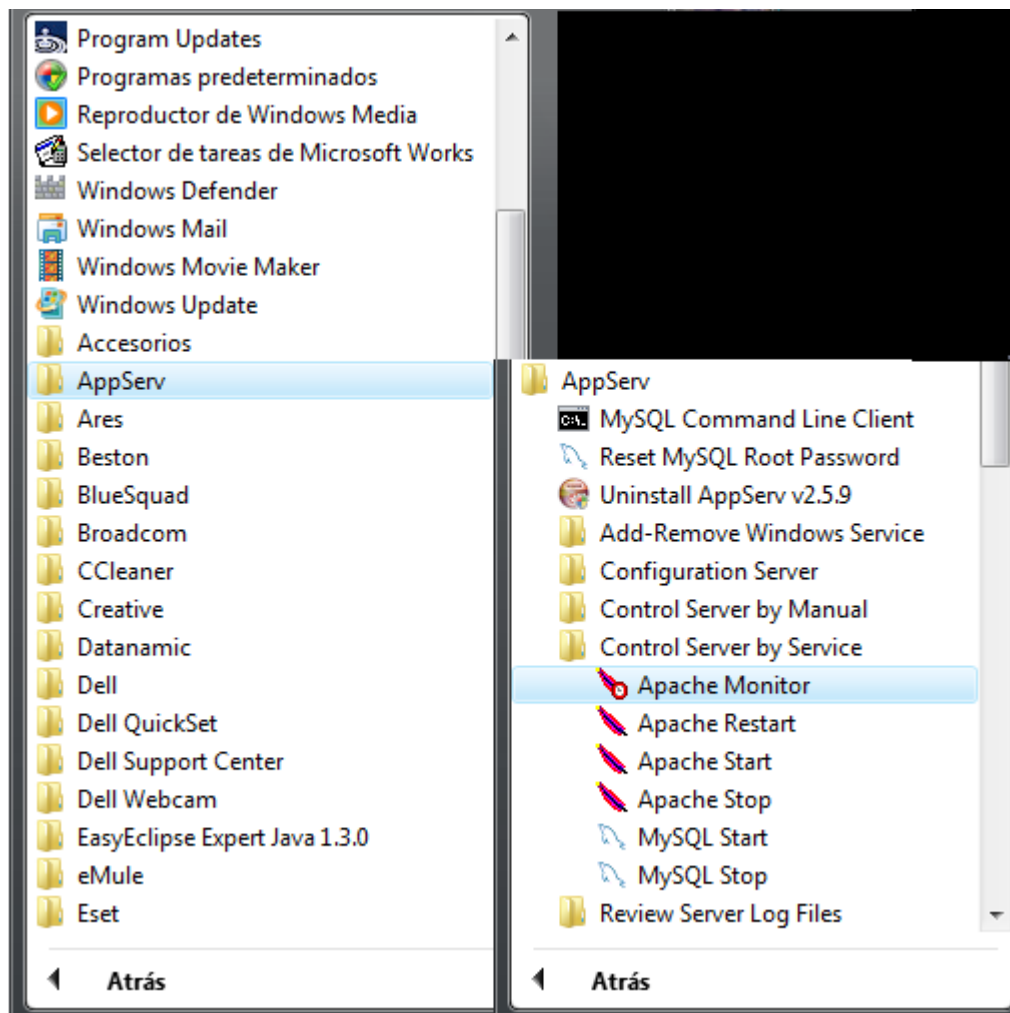 Program Updates
Programas predeterminados
Reproductor de Windows Media
Selector de tareas de Microsoft Works
Windows Defender
Windows Mail
Windows Movie Maker
Windows Update
Accesorios
AppServ
Ares
Beston
BlueSquad
Broadcom
CCleaner
Creative
Datanamic
Dell
Dell QuickSet
Dell Support Center
Dell Webcam
EasyEclipse Expert Java 1.3.0
eMule
Eset
Atrás
AppServ
MySQL Command Line Client
Reset MySQL Root Password
Uninstall AppServ v2.5.9
Add-Remove Windows Service
Configuration Server
Control Server by Manual
Control Server by Service
Apache Monitor
Apache Restart
Apache Start
Apache Stop
MySQL Start
MySQL Stop
Review Server Log Files
Atrás